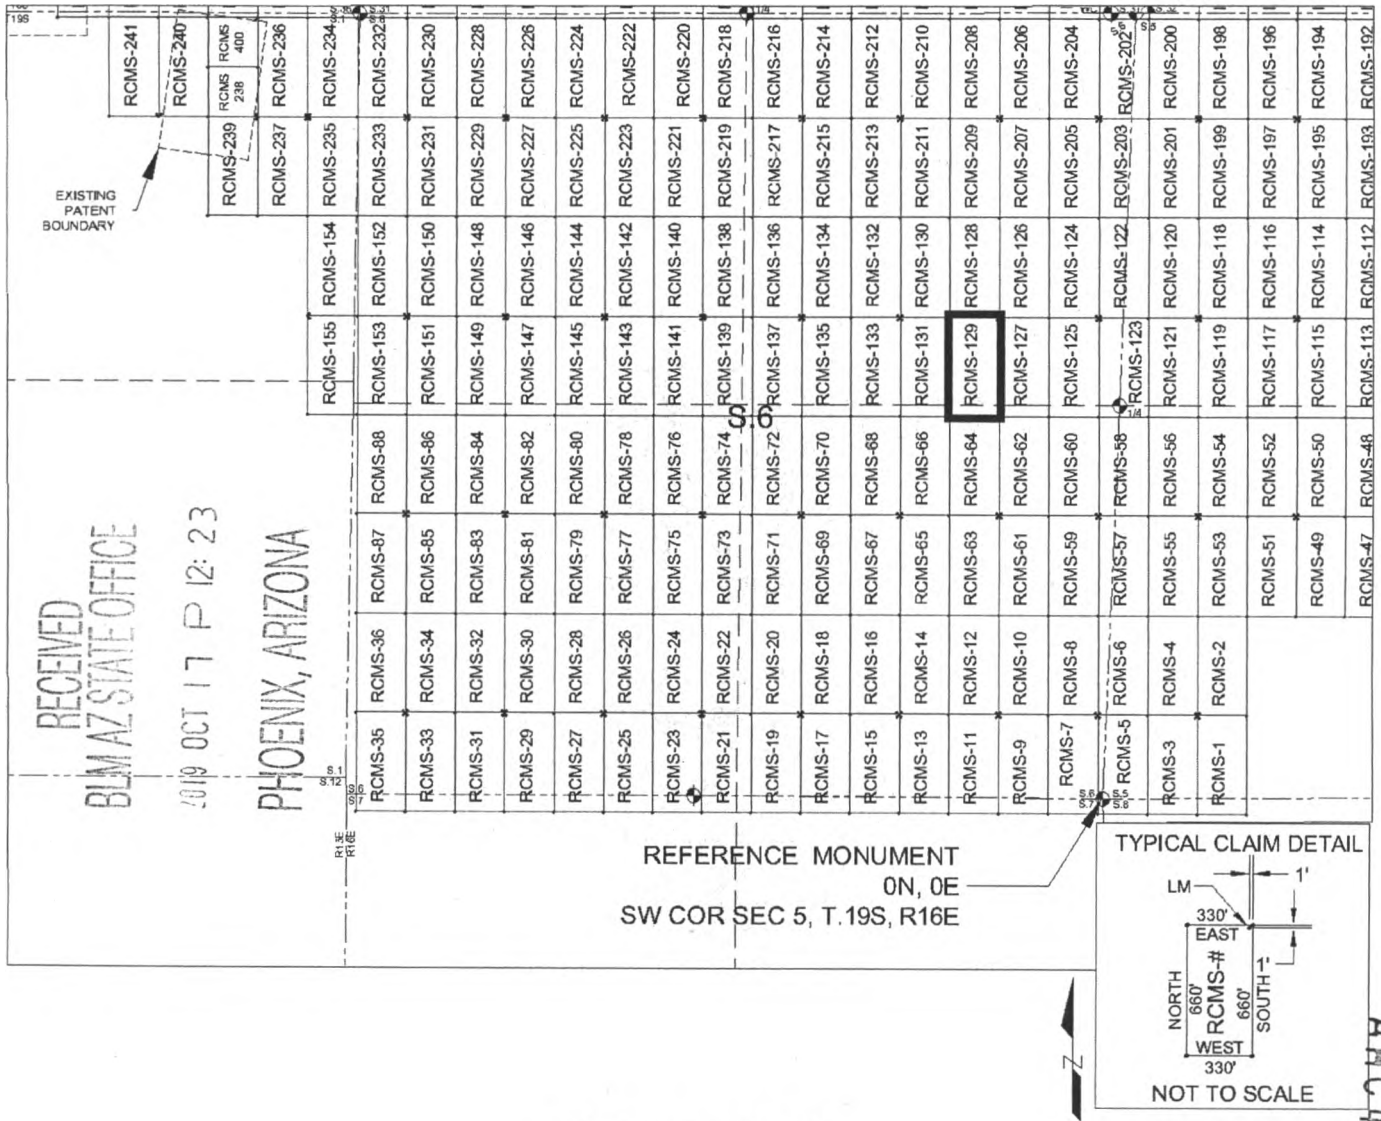 19S
S.36 S.31
S.1 S.6
1/4
WC
S.31 S.32
S.6 S.5
RCMS-241
RCMS-240
RCMS
400
RCMS
238
RCMS-236
RCMS-234
RCMS-232
RCMS-230
RCMS-228
RCMS-226
RCMS-224
RCMS-222
RCMS-220
RCMS-218
RCMS-216
RCMS-214
RCMS-212
RCMS-210
RCMS-208
RCMS-206
RCMS-204
RCMS-202
RCMS-200
RCMS-198
RCMS-196
RCMS-194
RCMS-192
RCMS-239
RCMS-237
RCMS-235
RCMS-233
RCMS-231
RCMS-229
RCMS-227
RCMS-225
RCMS-223
RCMS-221
RCMS-219
RCMS-217
RCMS-215
RCMS-213
RCMS-211
RCMS-209
RCMS-207
RCMS-205
RCMS-203
RCMS-201
RCMS-199
RCMS-197
RCMS-195
RCMS-193
EXISTING
PATENT
BOUNDARY
RCMS-154
RCMS-152
RCMS-150
RCMS-148
RCMS-146
RCMS-144
RCMS-142
RCMS-140
RCMS-138
RCMS-136
RCMS-134
RCMS-132
RCMS-130
RCMS-128
RCMS-126
RCMS-124
RCMS-122
RCMS-120
RCMS-118
RCMS-116
RCMS-114
RCMS-112
RCMS-155
RCMS-153
RCMS-151
RCMS-149
RCMS-147
RCMS-145
RCMS-143
RCMS-141
RCMS-139
RCMS-137
RCMS-135
RCMS-133
RCMS-131
RCMS-129
RCMS-127
RCMS-125
RCMS-123
RCMS-121
RCMS-119
RCMS-117
RCMS-115
RCMS-113
1/4
S.6
RCMS-88
RCMS-86
RCMS-84
RCMS-82
RCMS-80
RCMS-78
RCMS-76
RCMS-74
RCMS-72
RCMS-70
RCMS-68
RCMS-66
RCMS-64
RCMS-62
RCMS-60
RCMS-58
RCMS-56
RCMS-54
RCMS-52
RCMS-50
RCMS-48
RCMS-87
RCMS-85
RCMS-83
RCMS-81
RCMS-79
RCMS-77
RCMS-75
RCMS-73
RCMS-71
RCMS-69
RCMS-67
RCMS-65
RCMS-63
RCMS-61
RCMS-59
RCMS-57
RCMS-55
RCMS-53
RCMS-51
RCMS-49
RCMS-47
RCMS-36
RCMS-34
RCMS-32
RCMS-30
RCMS-28
RCMS-26
RCMS-24
RCMS-22
RCMS-20
RCMS-18
RCMS-16
RCMS-14
RCMS-12
RCMS-10
RCMS-8
RCMS-6
RCMS-4
RCMS-2
RCMS-35
RCMS-33
RCMS-31
RCMS-29
RCMS-27
RCMS-25
RCMS-23
RCMS-21
RCMS-19
RCMS-17
RCMS-15
RCMS-13
RCMS-11
RCMS-9
RCMS-7
RCMS-5
RCMS-3
RCMS-1
RECEIVED
BLM AZ STATE OFFICE
2019 OCT 17 P 12: 23
PHOENIX, ARIZONA
S.1
S.12
S.6
S.7
S.6 S.5
S.7 S.8
R15E
R16E
REFERENCE MONUMENT
0N, 0E
SW COR SEC 5, T.19S, R16E
TYPICAL CLAIM DETAIL
1'
LM
330'
EAST
1'
NORTH
660'
RCMS-#
660'
SOUTH
WEST
330'
NOT TO SCALE
Z